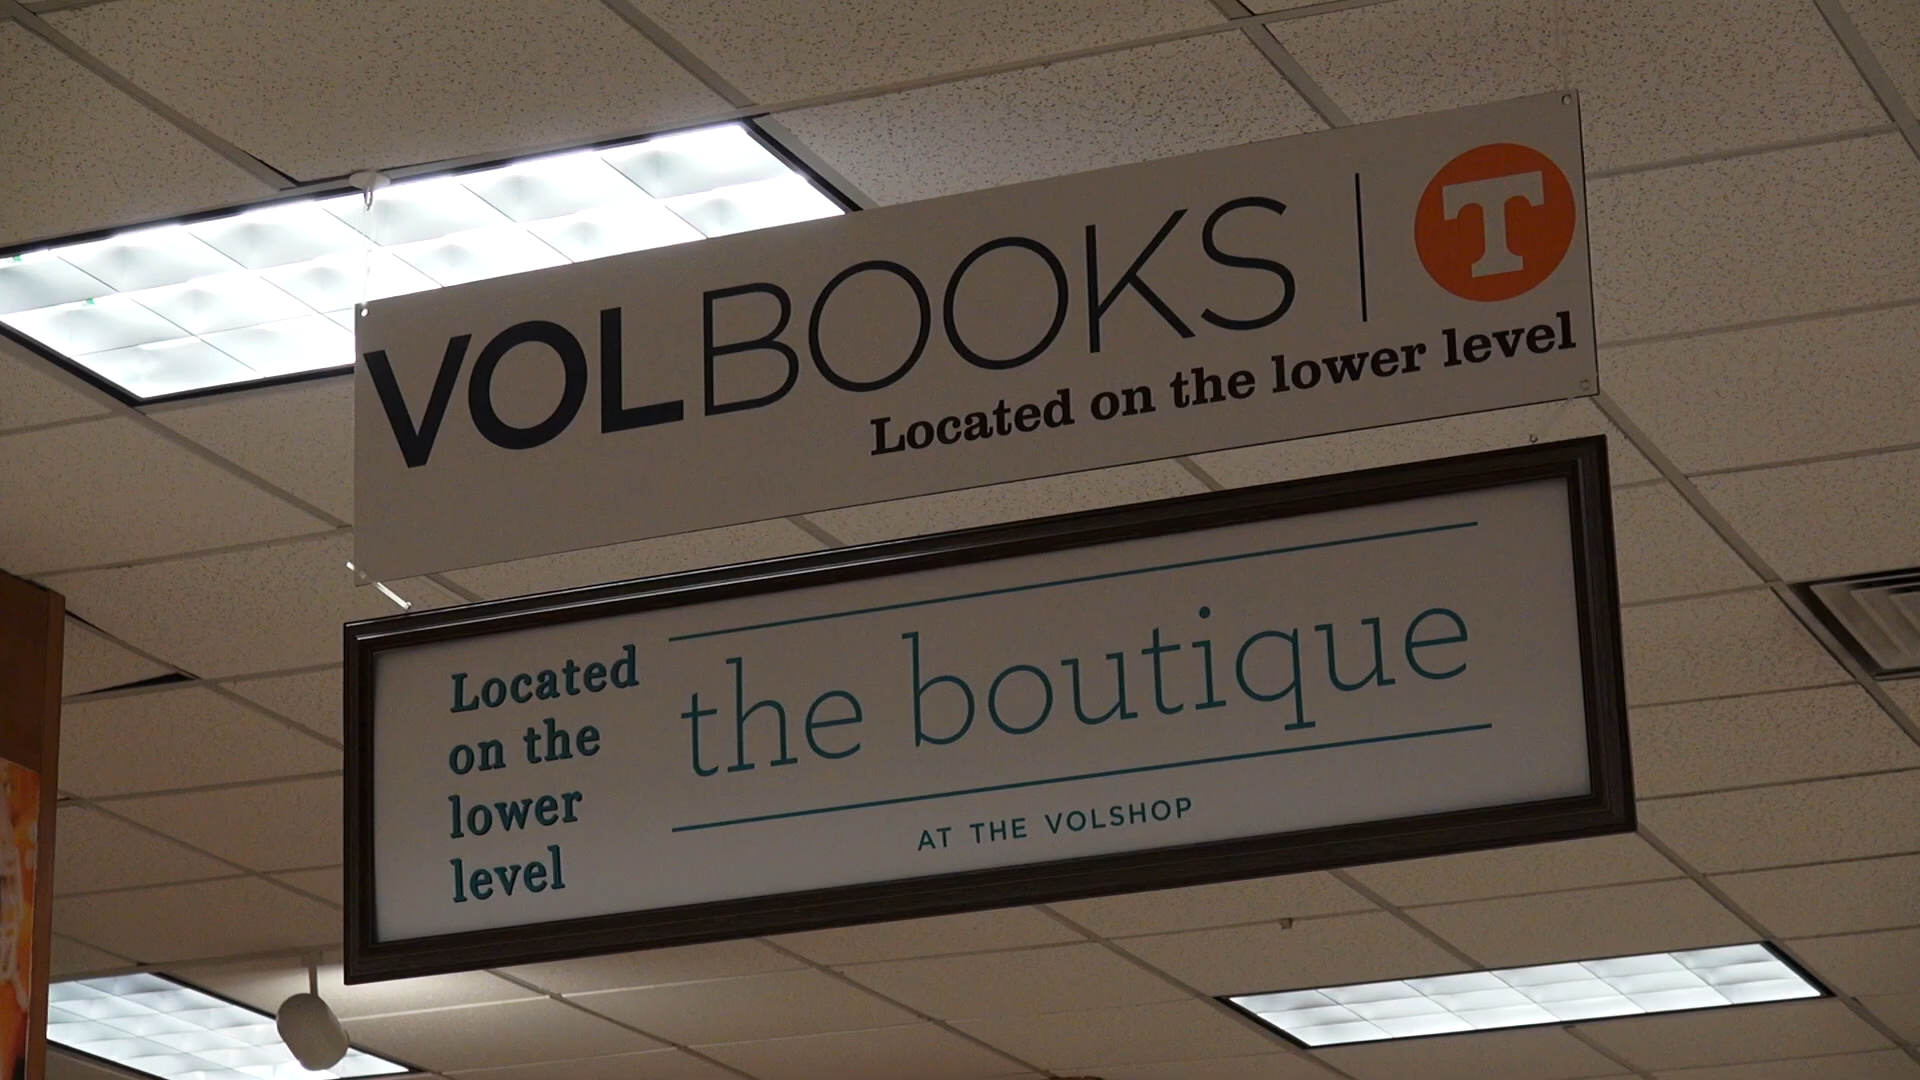 VOLBOOKS | T
Located on the lower level
Located
on the
lower
level
the boutique
AT THE VOLSHOP